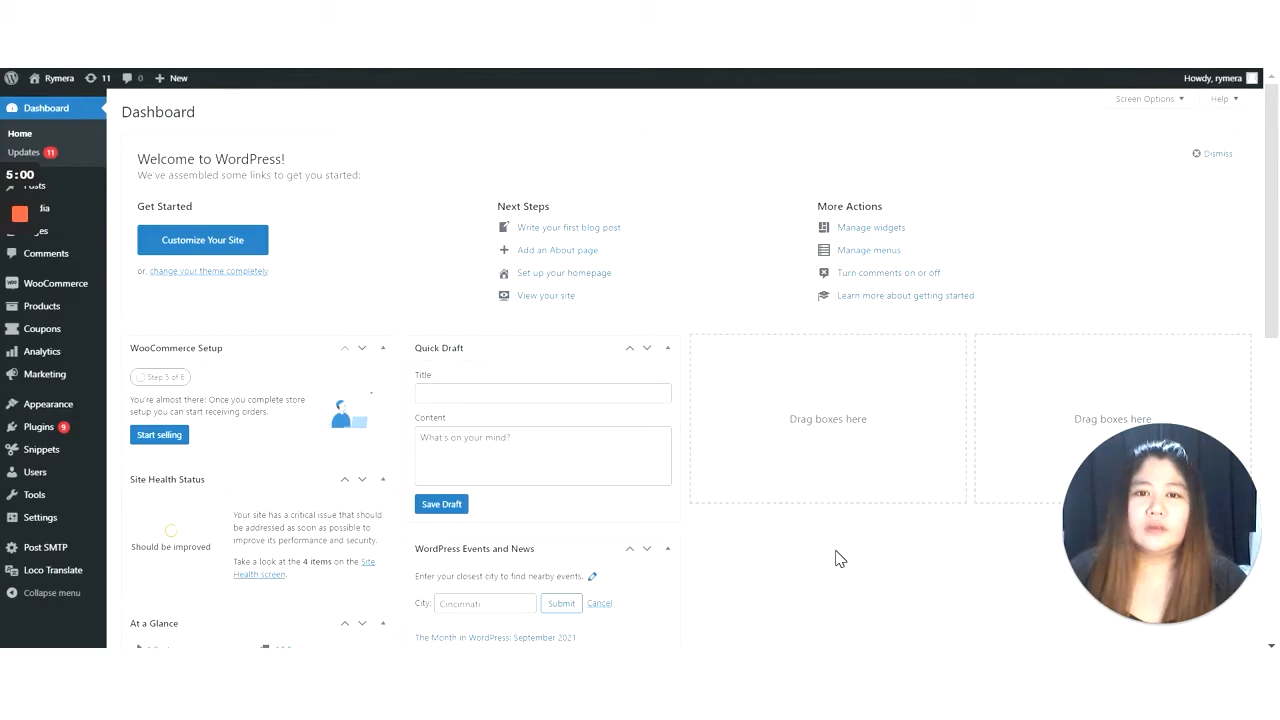 Rymera 11 0 New Howdy, rymera
Dashboard
Home
Updates 11
5:00
Posts
dia
es
Comments
WooCommerce
Products
Coupons
Analytics
Marketing
Appearance
Plugins 9
Snippets
Users
Tools
Settings
Post SMTP
Loco Translate
Collapse menu
Screen Options Help
Dashboard
Welcome to WordPress!
We've assembled some links to get you started:
Dismiss
Get Started
Customize Your Site
or, change your theme completely
Next Steps
Write your first blog post
Add an About page
Set up your homepage
View your site
More Actions
Manage widgets
Manage menus
Turn comments on or off
Learn more about getting started
WooCommerce Setup
Step 5 of 6
You're almost there! Once you complete store
setup you can start receiving orders.
Start selling
Site Health Status
Should be improved
Your site has a critical issue that should
be addressed as soon as possible to
improve its performance and security.
Take a look at the 4 items on the Site
Health screen.
At a Glance
Quick Draft
Title
Content
What's on your mind?
Save Draft
WordPress Events and News
Enter your closest city to find nearby events.
City: Cincinnati Submit Cancel
The Month in WordPress: September 2021
Drag boxes here
Drag boxes here